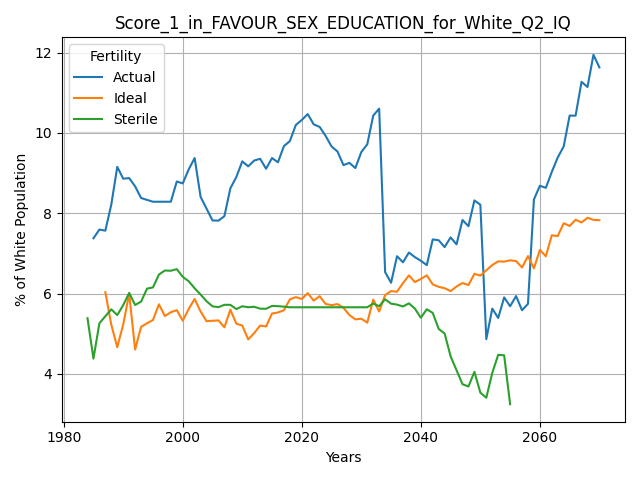 Score_1_in_FAVOUR_SEX_EDUCATION_for_White_Q2_IQ
% of White Population
12
10
8
6
4
Fertility
Actual
Ideal
Sterile
1980
2000
2020
2040
2060
Years